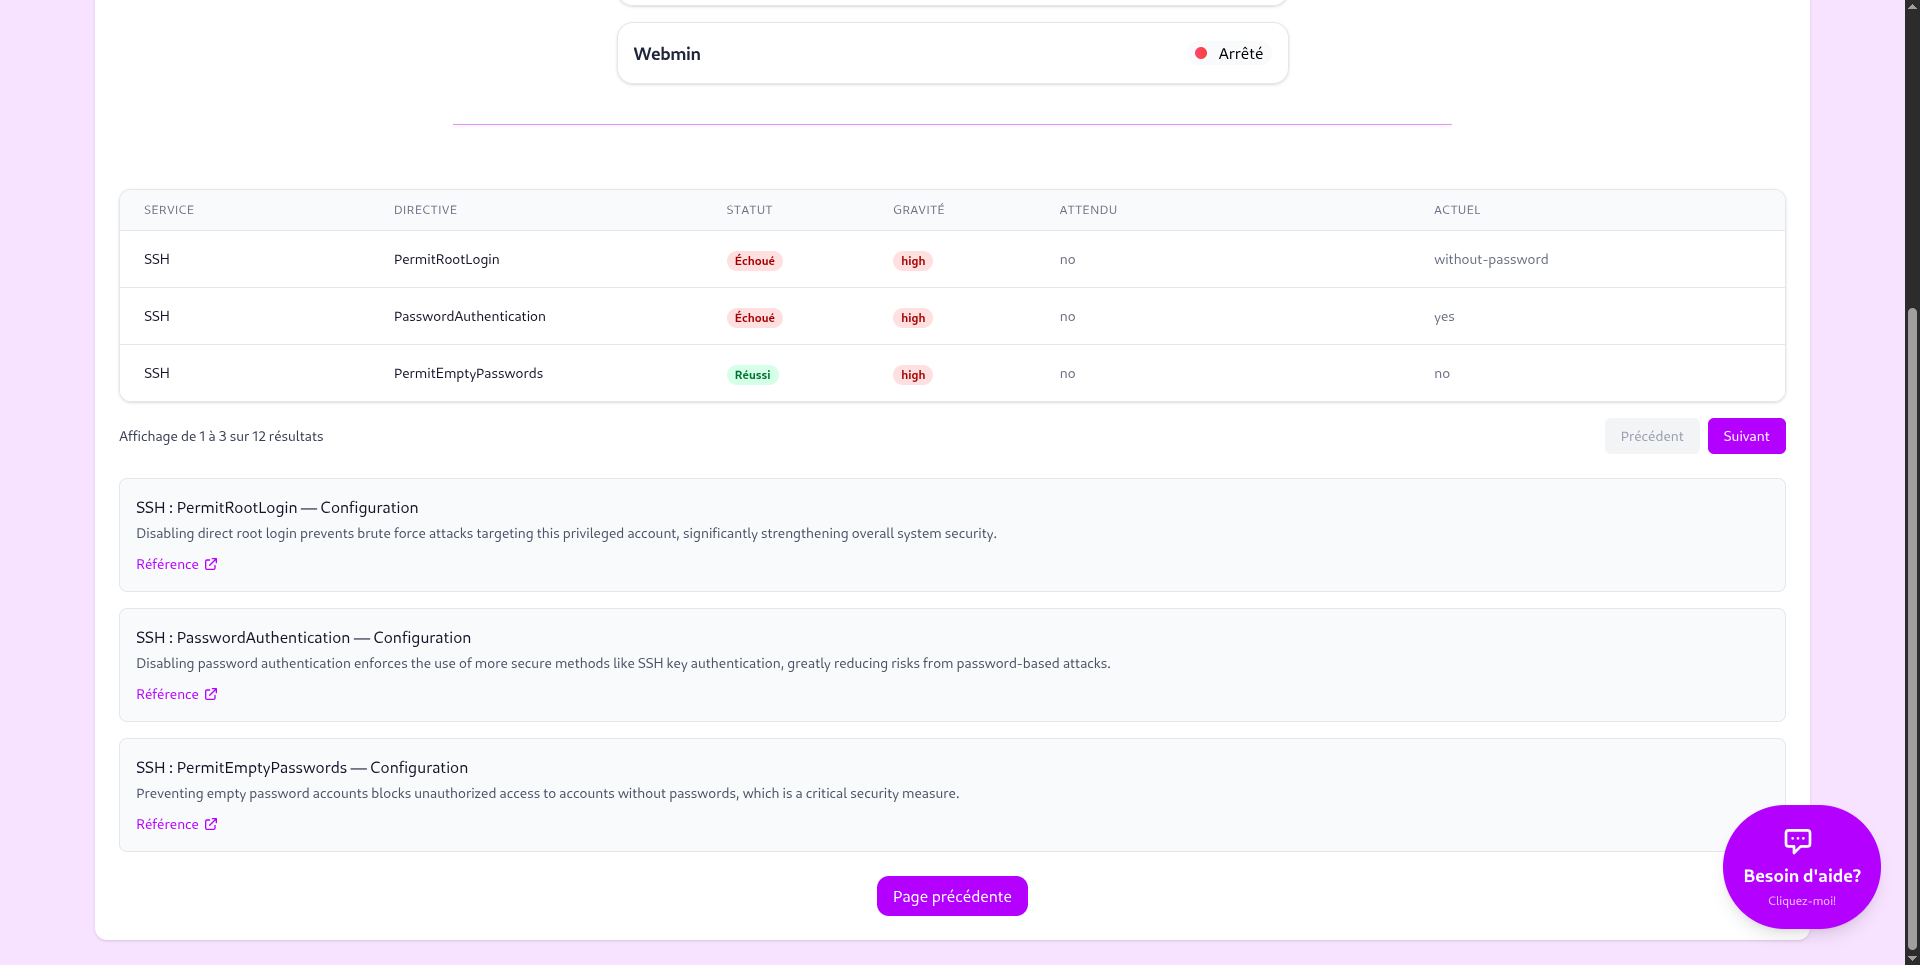 Webmin
Arrêté
SERVICE DIRECTIVE STATUT GRAVITÉ ATTENDU ACTUEL
SSH PermitRootLogin Échoué high no without-password
SSH PasswordAuthentication Échoué high no yes
SSH PermitEmptyPasswords Réussi high no no
Affichage de 1 à 3 sur 12 résultats
Précédent Suivant
SSH : PermitRootLogin — Configuration
Disabling direct root login prevents brute force attacks targeting this privileged account, significantly strengthening overall system security.
Référence
SSH : PasswordAuthentication — Configuration
Disabling password authentication enforces the use of more secure methods like SSH key authentication, greatly reducing risks from password-based attacks.
Référence
SSH : PermitEmptyPasswords — Configuration
Preventing empty password accounts blocks unauthorized access to accounts without passwords, which is a critical security measure.
Référence
Page précédente
Besoin d'aide?
Cliquez-moi!